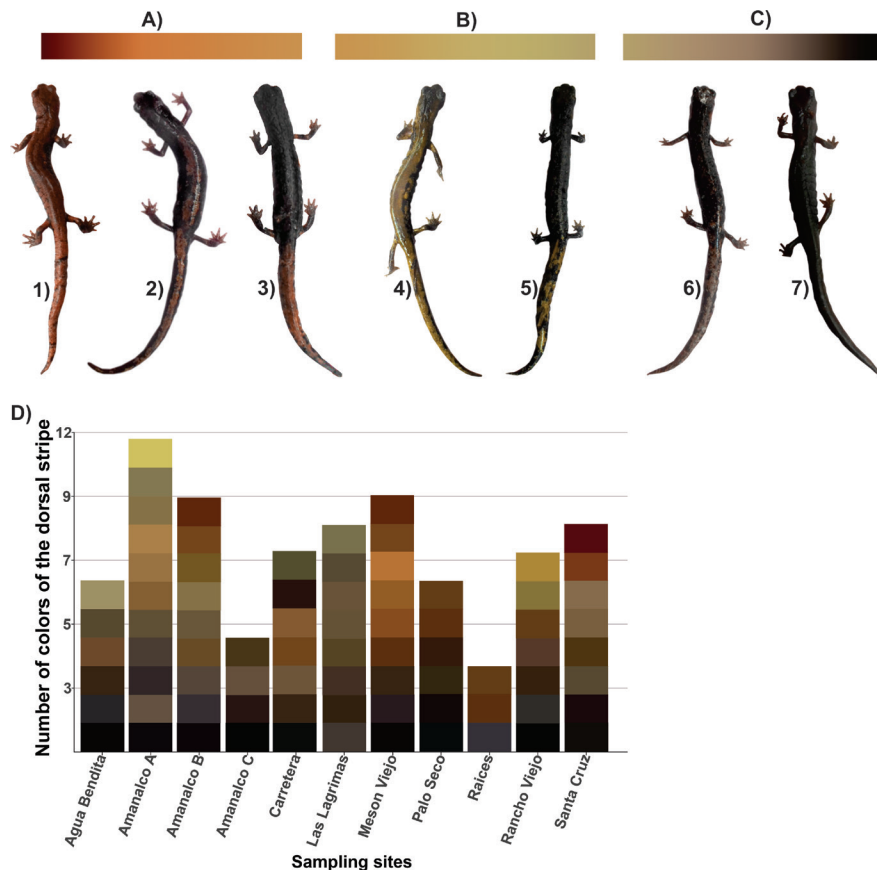 A)
B)
C)
1)
2)
3)
4)
5)
6)
7)
D)
Number of colors of the dorsal stripe
12
9
7
5
3
Agua Bendita
Amanalco A
Amanalco B
Amanalco C
Carretera
Las Lagrimas
Meson Viejo
Palo Seco
Raices
Rancho Viejo
Santa Cruz
Sampling sites